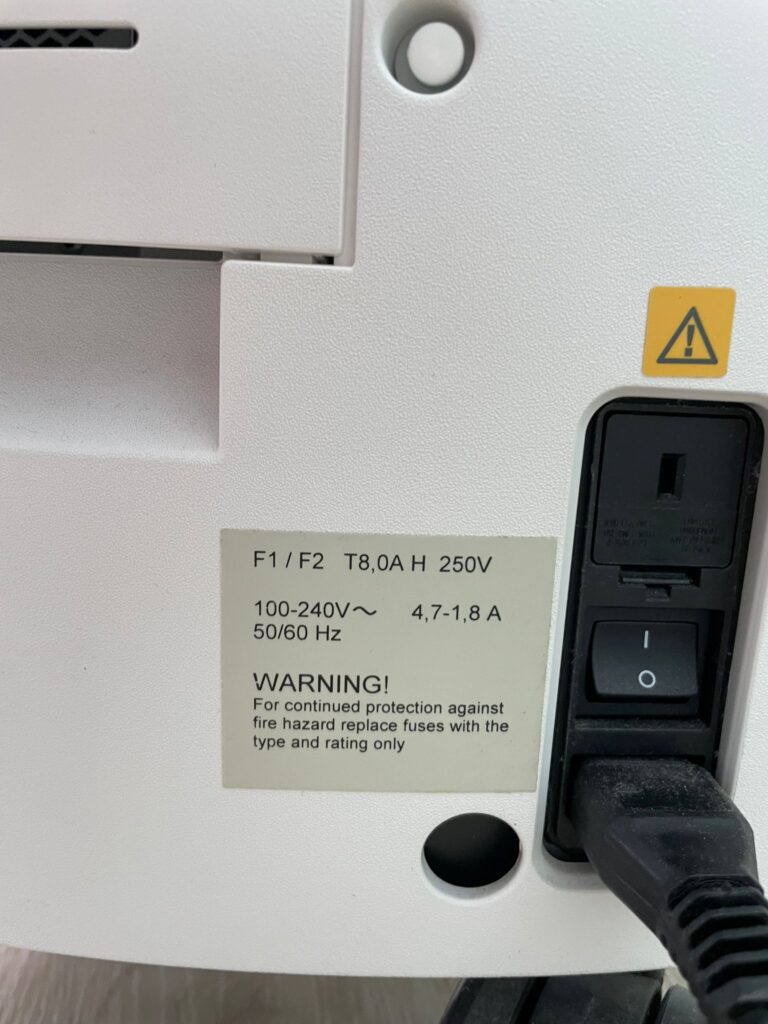 F1 / F2 T8,0A H 250V
100-240V～ 4,7-1,8 A
50/60 Hz
WARNING!
For continued protection against
fire hazard replace fuses with the
type and rating only
I
O